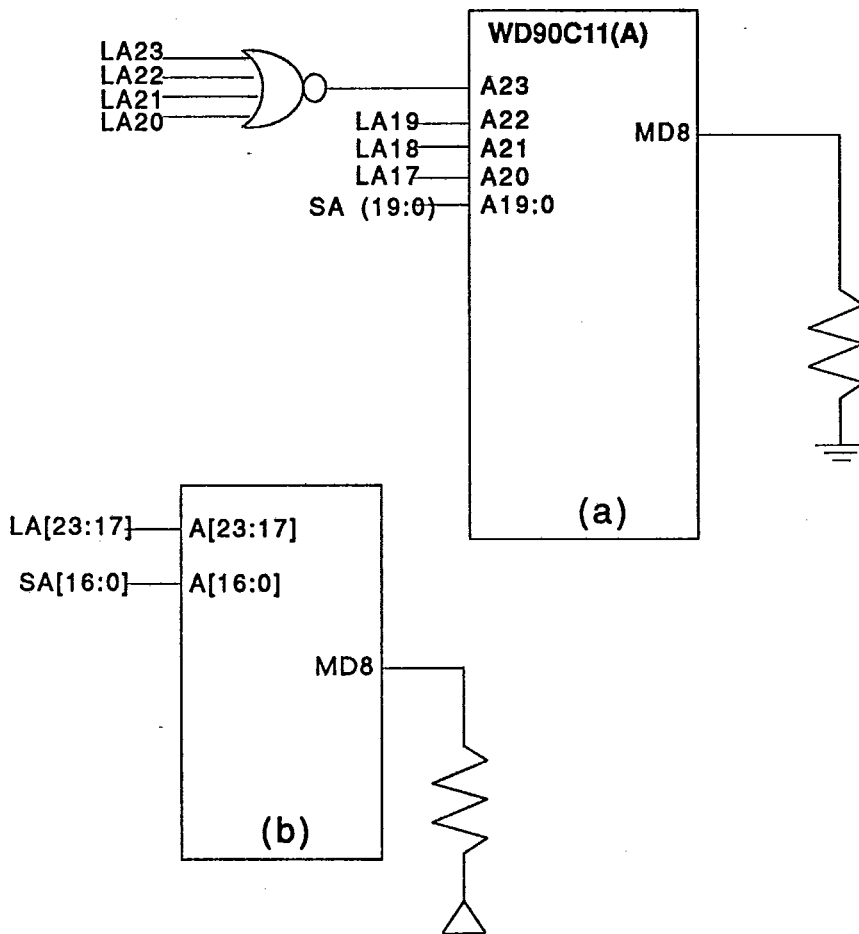 WD90C11(A)
LA23
LA22
LA21
LA20
A23
LA19 A22
LA18 A21
LA17 A20
SA (19:0) A19:0
MD8
(a)
LA[23:17] A[23:17]
SA[16:0] A[16:0]
MD8
(b)